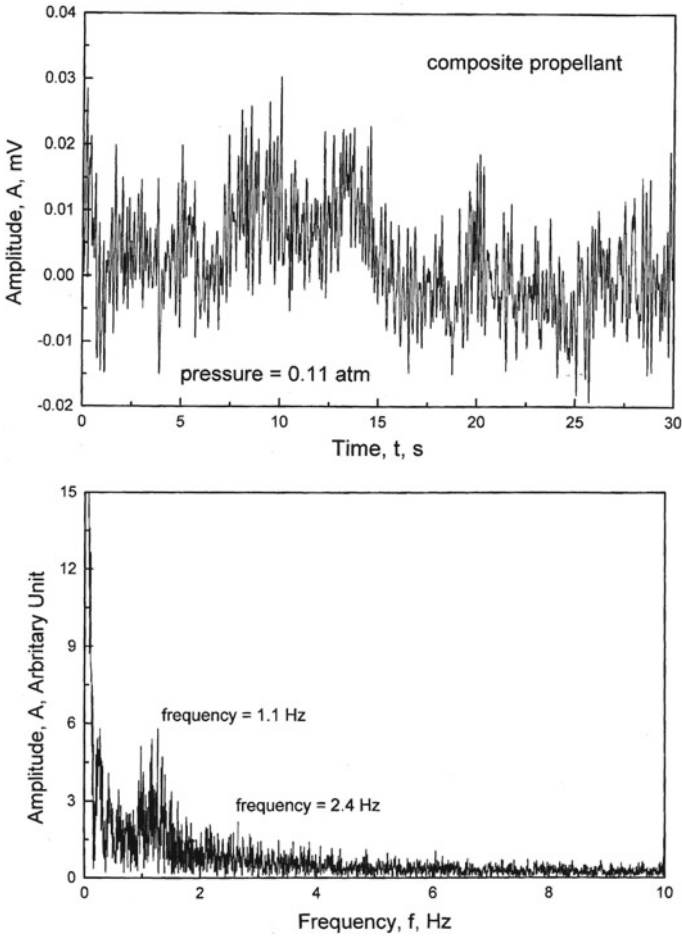 0.04
0.03
0.02
0.01
0.00
-0.01
-0.02
Amplitude, A, mV
composite propellant
pressure = 0.11 atm
0 5 10 15 20 25 30
Time, t, s
15
12
9
6
3
0
Amplitude, A, Arbritary Unit
frequency = 1.1 Hz
frequency = 2.4 Hz
0 2 4 6 8 10
Frequency, f, Hz